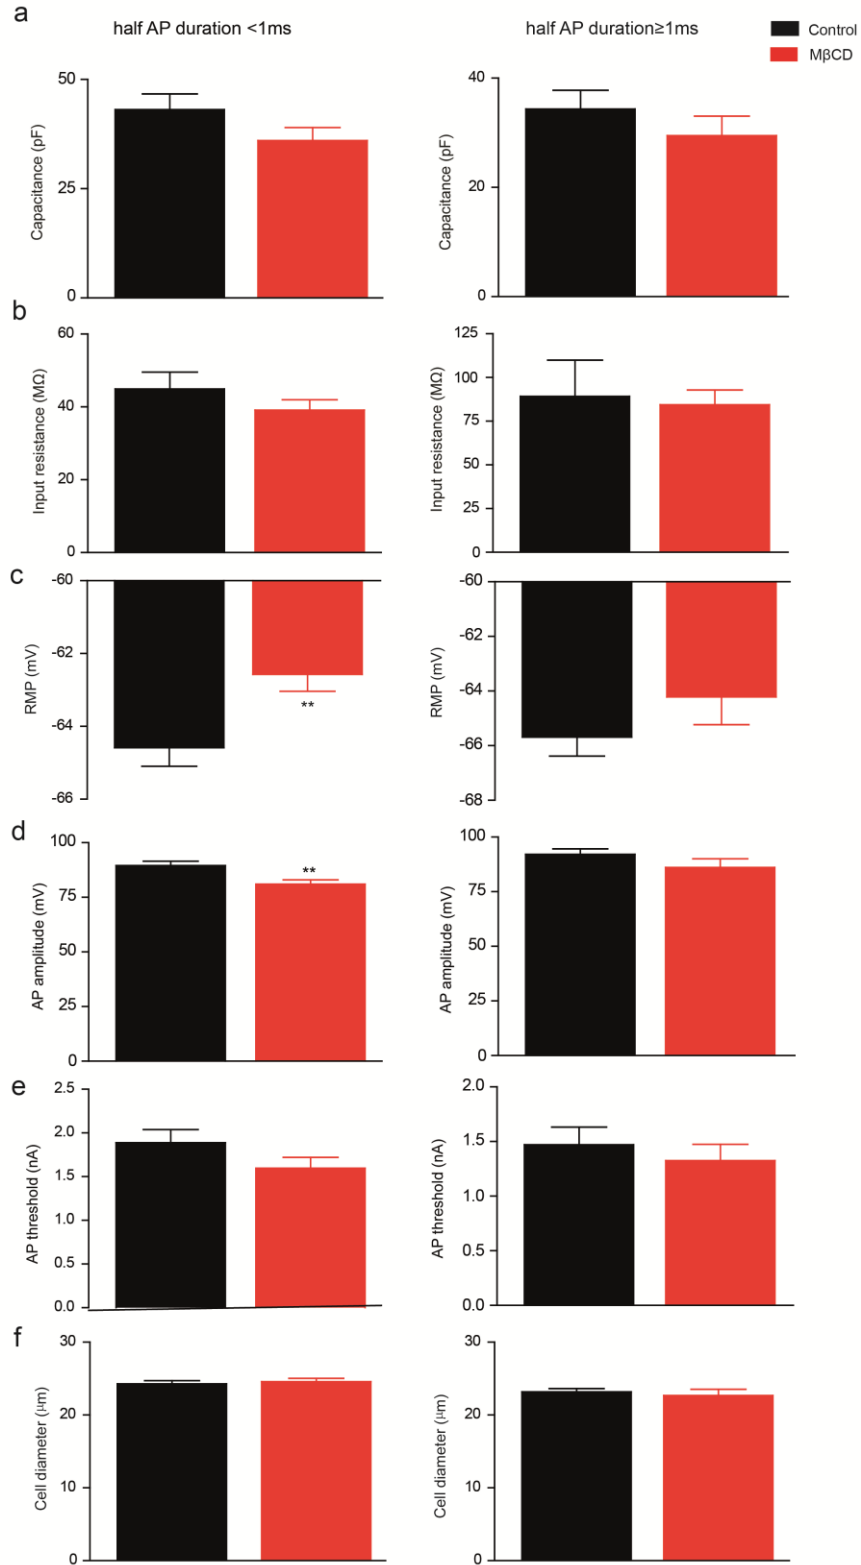 a
half AP duration <1ms
half AP duration≥1ms
Control
MβCD
Capacitance (pF)
50
25
0
Capacitance (pF)
40
20
0
b
Input resistance (MΩ)
60
40
20
0
Input resistance (MΩ)
125
100
75
50
25
0
c
RMP (mV)
-60
-62
-64
-66
**
RMP (mV)
-60
-62
-64
-66
-68
d
AP amplitude (mV)
100
75
50
25
0
**
AP amplitude (mV)
100
75
50
25
0
e
AP threshold (nA)
2.5
2.0
1.5
1.0
0.5
0.0
AP threshold (nA)
2.0
1.5
1.0
0.5
0.0
f
Cell diameter (μm)
30
20
10
0
Cell diameter (μm)
30
20
10
0